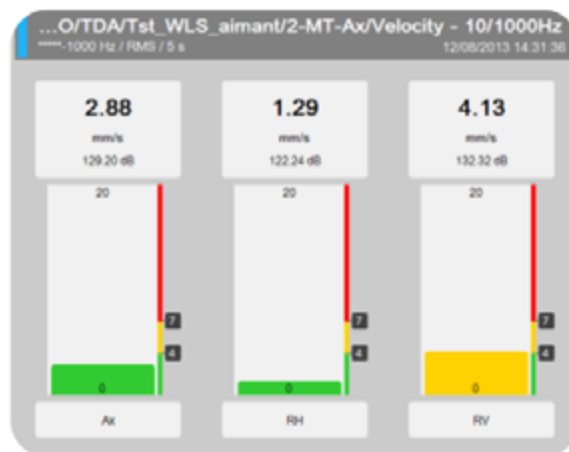 ...O/TDA/Tst_WLS_aimant/2-MT-Ax/Velocity - 10/1000Hz
*****-1000 Hz / RMS / 5 s 12/08/2013 14:31:36
2.88 1.29 4.13
mm/s mm/s mm/s
129.20 dB 122.24 dB 132.32 dB
20 20 20
7 7 7
4 4 4
0 0 0
Ax RH RV